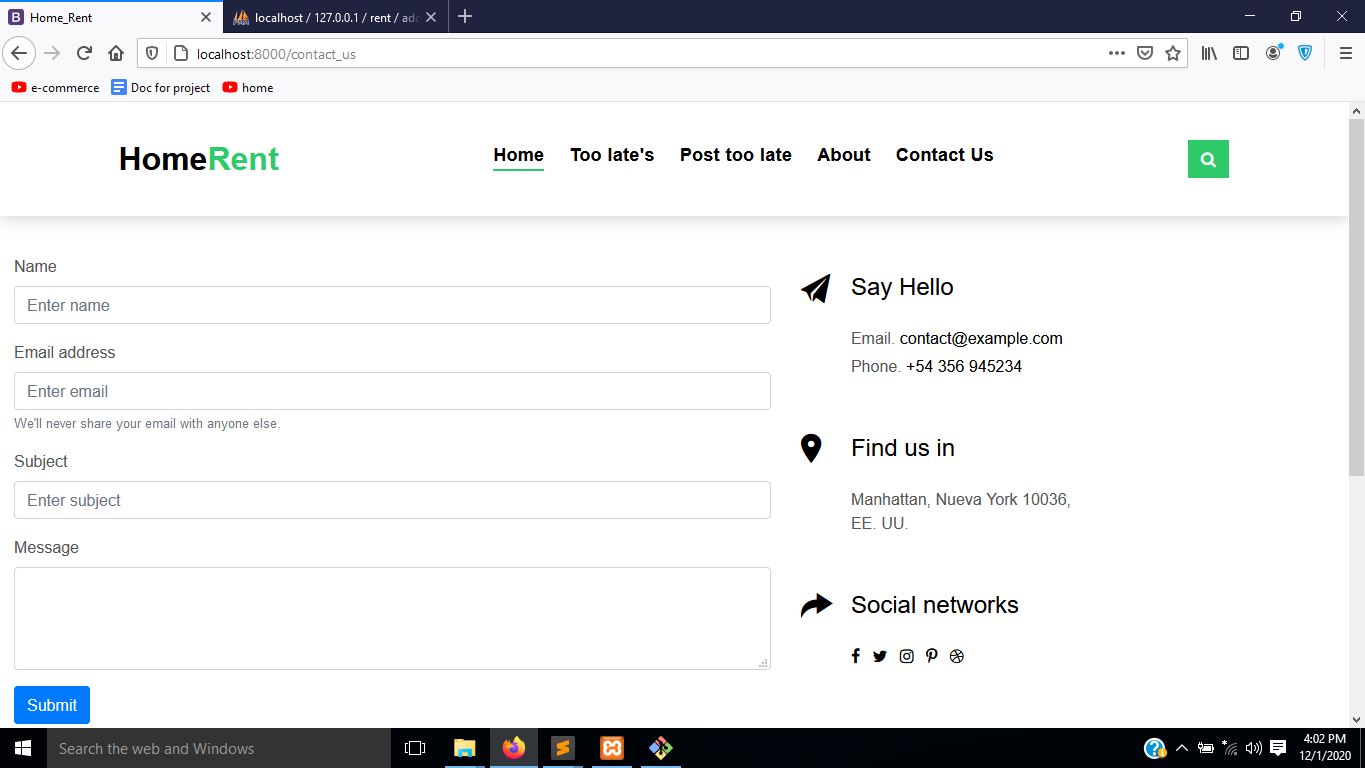 Home_Rent
localhost / 127.0.0.1 / rent / add
localhost:8000/contact_us
e-commerce
Doc for project
home
HomeRent
Home
Too late's
Post too late
About
Contact Us
Name
Enter name
Email address
Enter email
We'll never share your email with anyone else.
Subject
Enter subject
Message
Submit
Say Hello
Email. contact@example.com
Phone. +54 356 945234
Find us in
Manhattan, Nueva York 10036,
EE. UU.
Social networks
Search the web and Windows
4:02 PM
12/1/2020